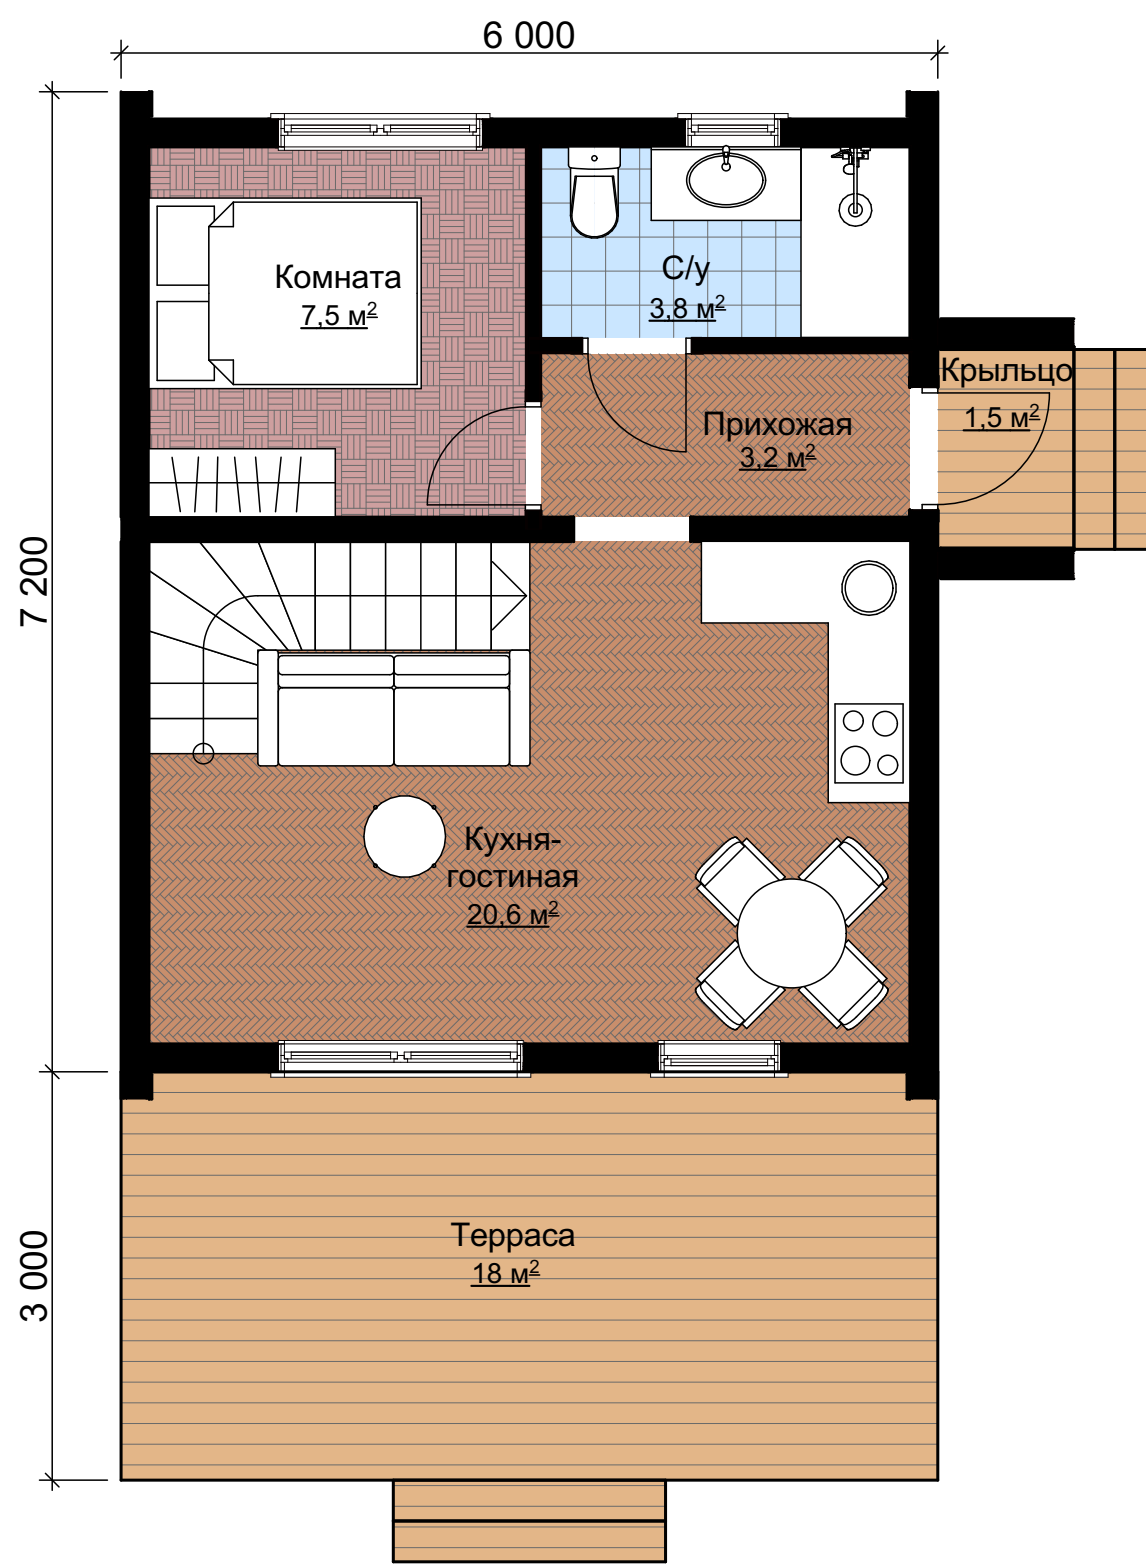 6 000
Комната
7,5 м²
С/у
3,8 м²
Крыльцо
1,5 м²
Прихожая
3,2 м²
7 200
Кухня-
гостиная
20,6 м²
3 000
Терраса
18 м²